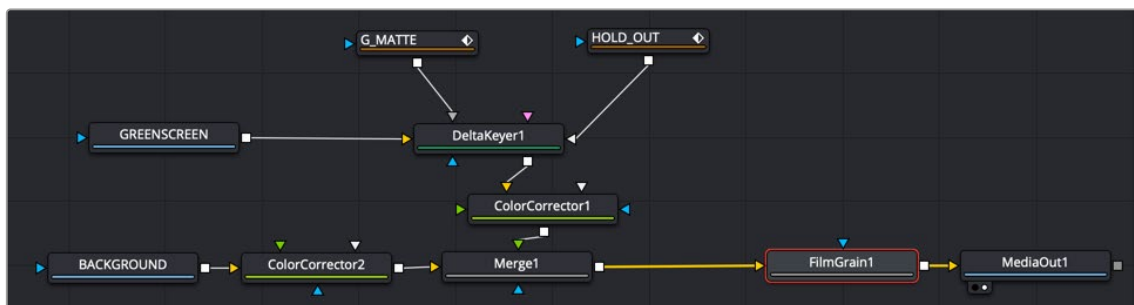 G_MATTE
HOLD_OUT
GREENSCREEN
DeltaKeyer1
ColorCorrector1
BACKGROUND
ColorCorrector2
Merge1
FilmGrain1
MediaOut1